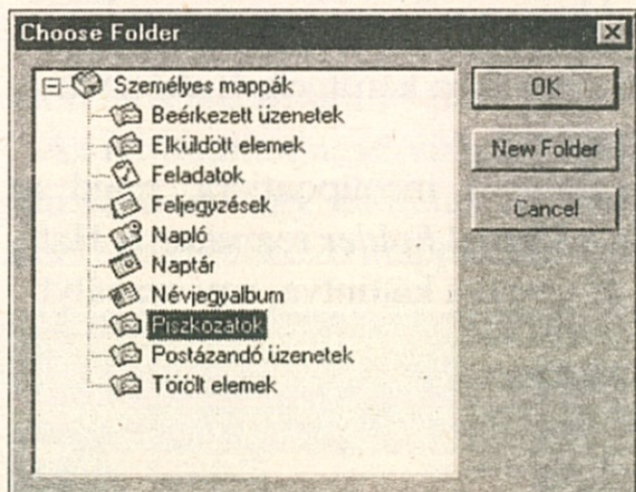 Choose Folder
Személyes mappák
Beérkezett üzenetek
Elküldött elemek
Feladatok
Feljegyzések
Napló
Naptár
Névjegyalbum
Piszkozatok
Postázandó üzenetek
Törölt elemek
OK
New Folder
Cancel